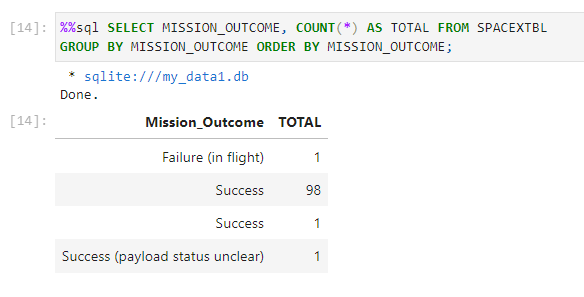 [14]: %%sql SELECT MISSION_OUTCOME, COUNT(*) AS TOTAL FROM SPACEXTBL
GROUP BY MISSION_OUTCOME ORDER BY MISSION_OUTCOME;
* sqlite:///my_data1.db
Done.
[14]:
Mission_Outcome TOTAL
Failure (in flight) 1
Success 98
Success 1
Success (payload status unclear) 1